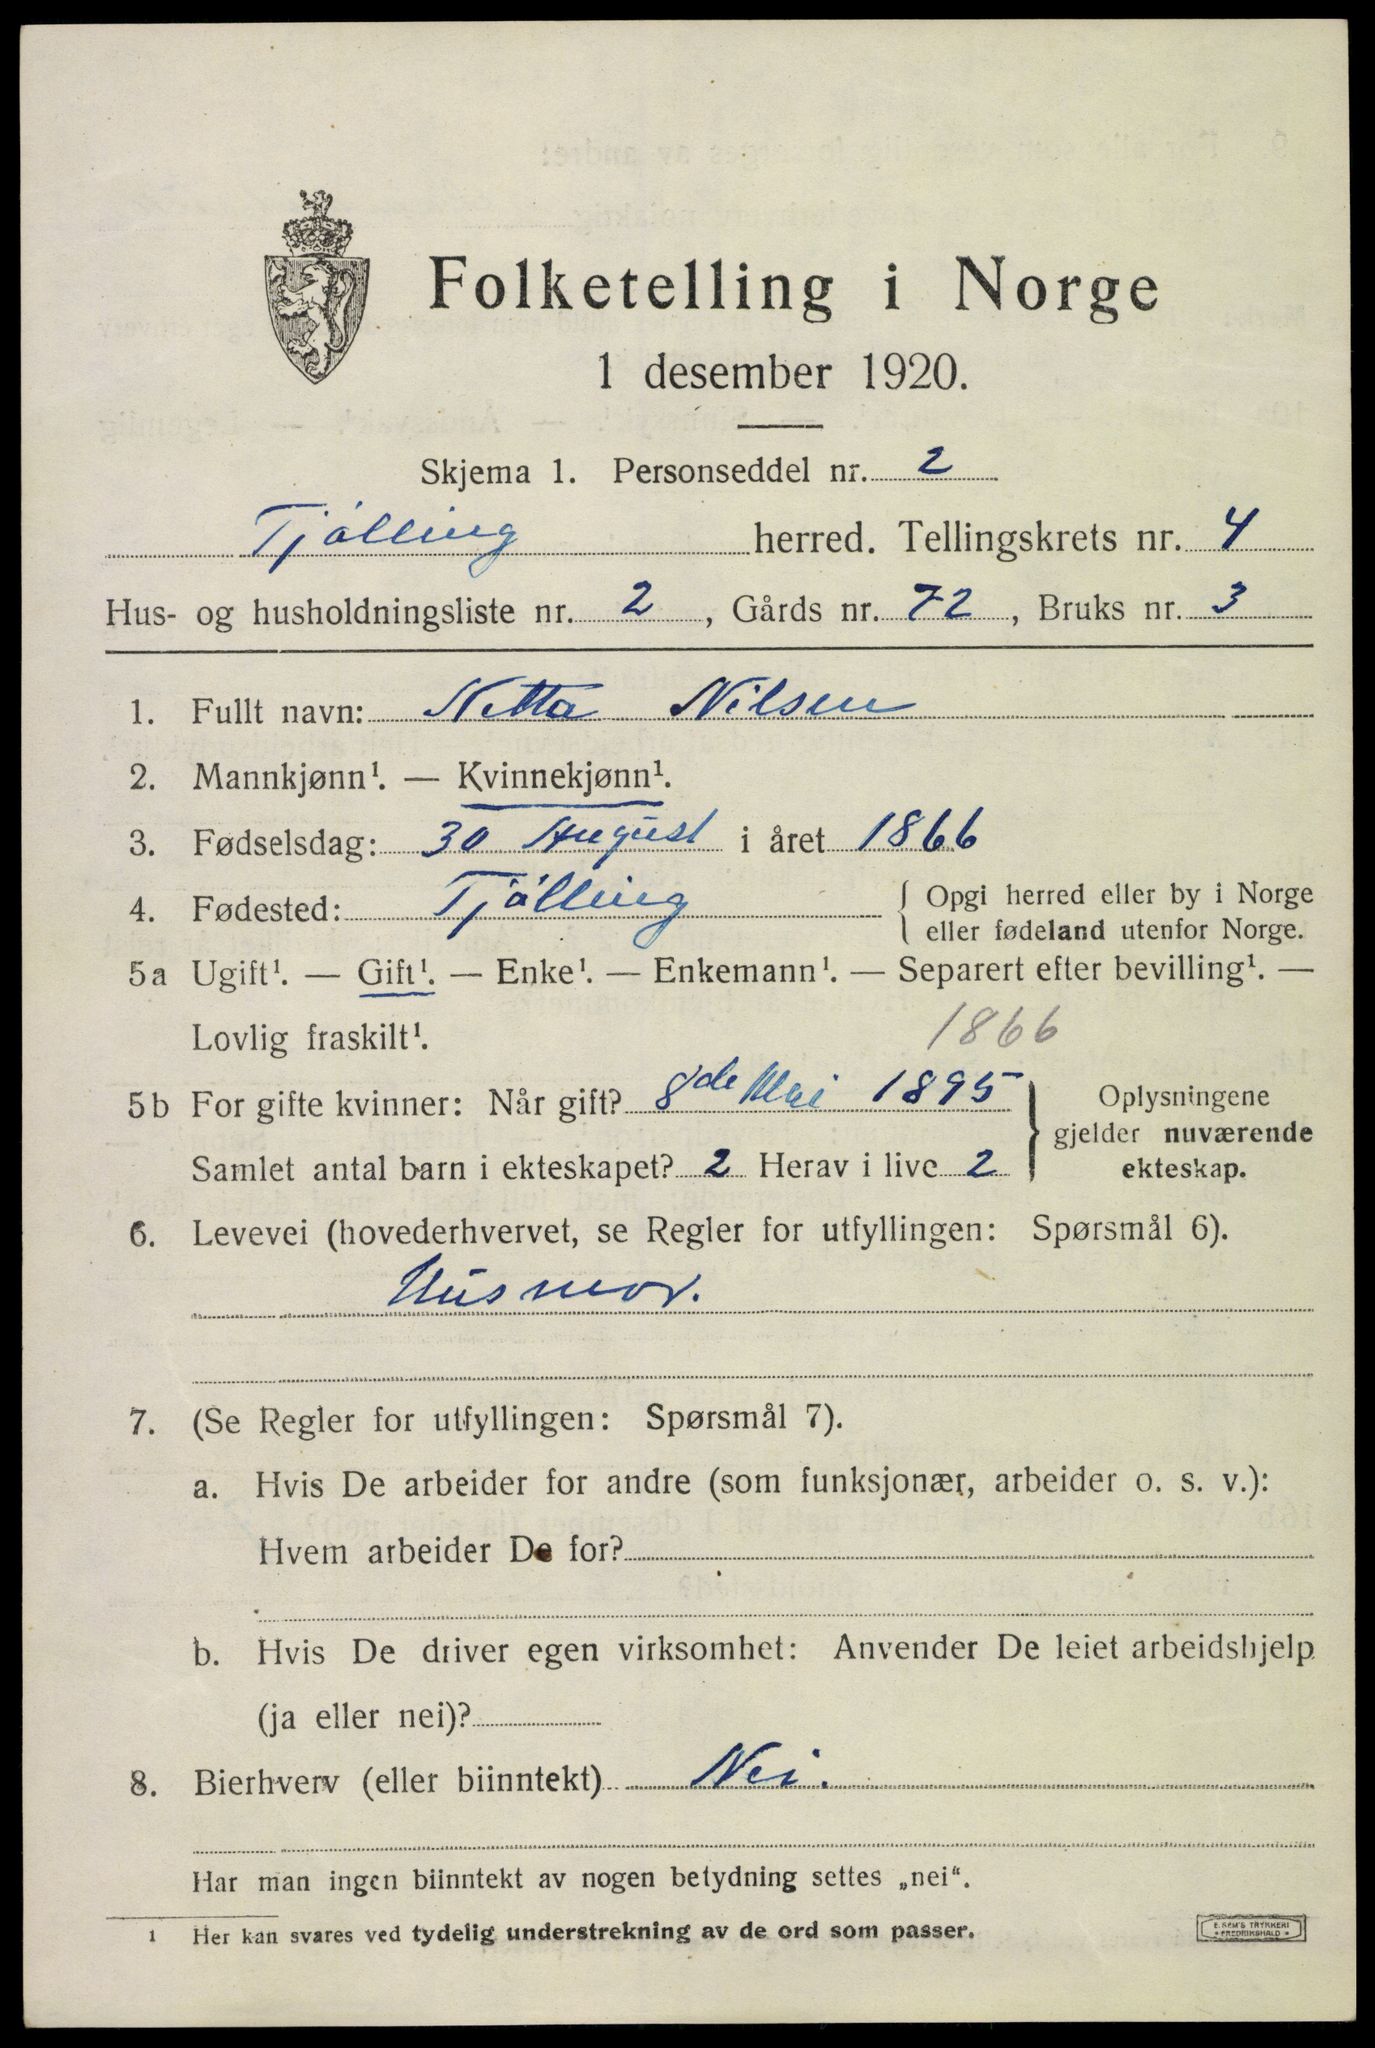 Folketelling i Norge
1 desember 1920.
Skjema 1. Personseddel nr. 2
Tjølling herred. Tellingskrets nr. 4
Hus- og husholdningsliste nr. 2, Gårds nr. 72, Bruks nr. 3
1. Fullt navn: Netta Nilsen
2. Mannkjønn¹. — Kvinnekjønn¹.
3. Fødselsdag: 30 August i året 1866
4. Fødested: Tjølling { Opgi herred eller by i Norge
eller fødeland utenfor Norge.
5a Ugift¹. — Gift¹. — Enke¹. — Enkemann¹. — Separert efter bevilling¹. —
Lovlig fraskilt¹. 1866
5b For gifte kvinner: Når gift? 8de Mai 1895
Samlet antal barn i ekteskapet? 2 Herav i live 2
} Oplysningene
gjelder nuværende
ekteskap.
6. Levevei (hovederhvervet, se Regler for utfyllingen: Spørsmål 6).
Husmor.
7. (Se Regler for utfyllingen: Spørsmål 7).
a. Hvis De arbeider for andre (som funksjonær, arbeider o. s. v.):
Hvem arbeider De for?
b. Hvis De driver egen virksomhet: Anvender De leiet arbeidshjelp
(ja eller nei)?
8. Bierhverv (eller biinntekt) Nei.
Har man ingen biinntekt av nogen betydning settes „nei“.
¹ Her kan svares ved tydelig understrekning av de ord som passer.
E. SEM'S TRYKKERI
• FREDRIKSHALD •